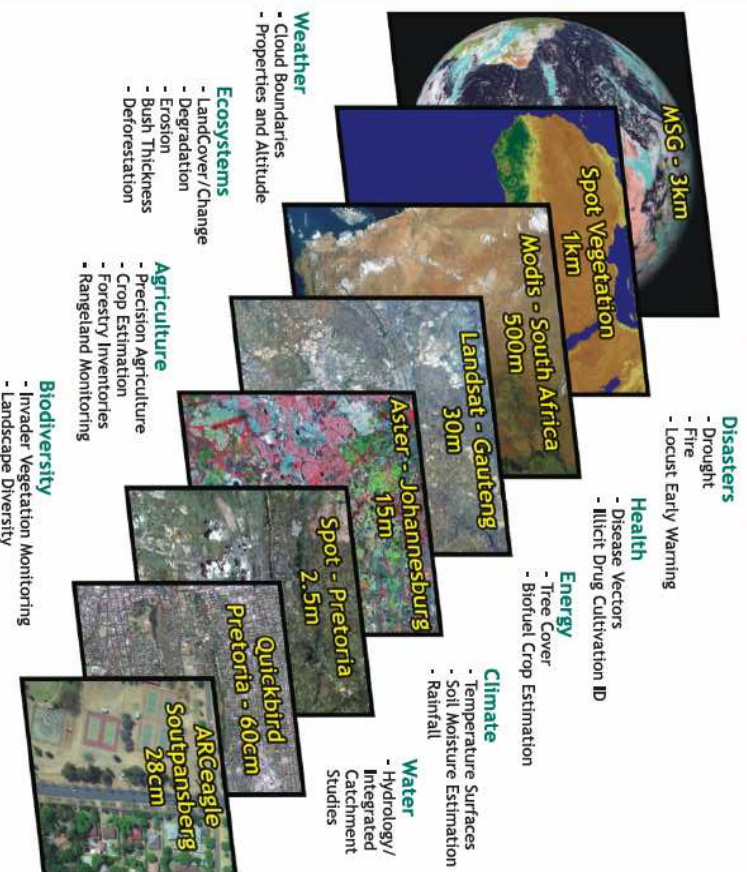 MSG - 3km
Spot Vegetation
1km
Modis - South Africa
500m
Landsat - Gauteng
30m
Aster - Johannesburg
15m
Spot - Pretoria
2.5m
Quickbird
Pretoria - 60cm
ARCeagle
Soutpansberg
28cm
Disasters
- Drought
- Fire
- Locust Early Warning
Health
- Disease Vectors
- Illicit Drug Cultivation ID
Energy
- Tree Cover
- Biofuel Crop Estimation
Climate
- Temperature Surfaces
- Soil Moisture Estimation
- Rainfall
Water
- Hydrology/
Integrated
Catchment
Studies
Weather
- Cloud Boundaries
- Properties and Altitude
Ecosystems
- LandCover/Change
- Degradation
- Erosion
- Bush Thickness
- Deforestation
Agriculture
- Precision Agriculture
- Crop Estimation
- Forestry Inventories
- Rangeland Monitoring
Biodiversity
- Invader Vegetation Monitoring
- Landscape Diversity